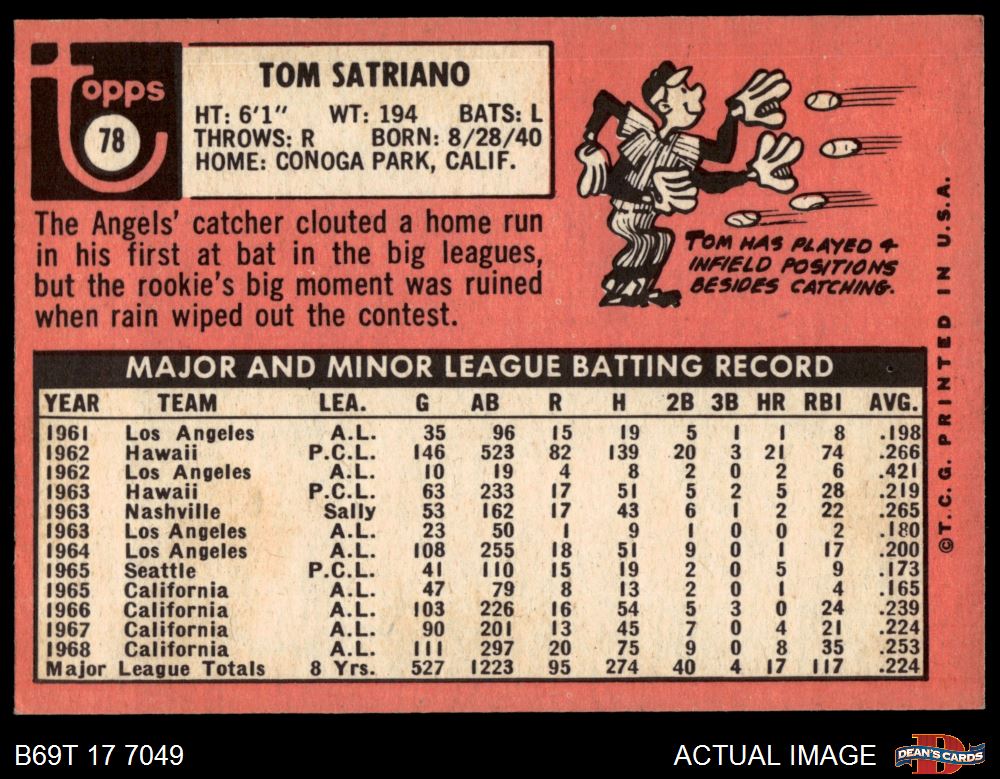 Topps
78
TOM SATRIANO
HT: 6'1" WT: 194 BATS: L
THROWS: R BORN: 8/28/40
HOME: CONOGA PARK, CALIF.
The Angels' catcher clouted a home run
in his first at bat in the big leagues,
but the rookie's big moment was ruined
when rain wiped out the contest.
TOM HAS PLAYED 4
INFIELD POSITIONS
BESIDES CATCHING.
MAJOR AND MINOR LEAGUE BATTING RECORD
YEAR TEAM LEA. G AB R H 2B 3B HR RBI AVG.
1961 Los Angeles A.L. 35 96 15 19 5 1 1 8 .198
1962 Hawaii P.C.L. 146 523 82 139 20 3 21 74 .266
1962 Los Angeles A.L. 10 19 4 8 2 0 2 6 .421
1963 Hawaii P.C.L. 63 233 17 51 5 2 5 28 .219
1963 Nashville Sally 53 162 17 43 6 1 2 22 .265
1963 Los Angeles A.L. 23 50 1 9 1 0 0 2 .180
1964 Los Angeles A.L. 108 255 18 51 9 0 1 17 .200
1965 Seattle P.C.L. 41 110 15 19 2 0 5 9 .173
1965 California A.L. 47 79 8 13 2 0 1 4 .165
1966 California A.L. 103 226 16 54 5 3 0 24 .239
1967 California A.L. 90 201 13 45 7 0 4 21 .224
1968 California A.L. 111 297 20 75 9 0 8 35 .253
Major League Totals 8 Yrs. 527 1223 95 274 40 4 17 117 .224
©T.C.G. PRINTED IN U.S.A.
B69T 17 7049
ACTUAL IMAGE
DEAN'S CARDS